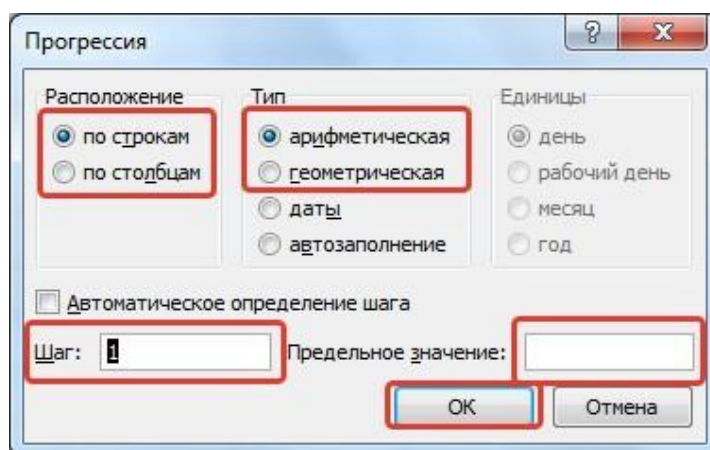 Прогрессия
Расположение
по строкам
по столбцам
Тип
арифметическая
геометрическая
даты
автозаполнение
Единицы
день
рабочий день
месяц
год
Автоматическое определение шага
Шаг: 1
Предельное значение:
ОК
Отмена